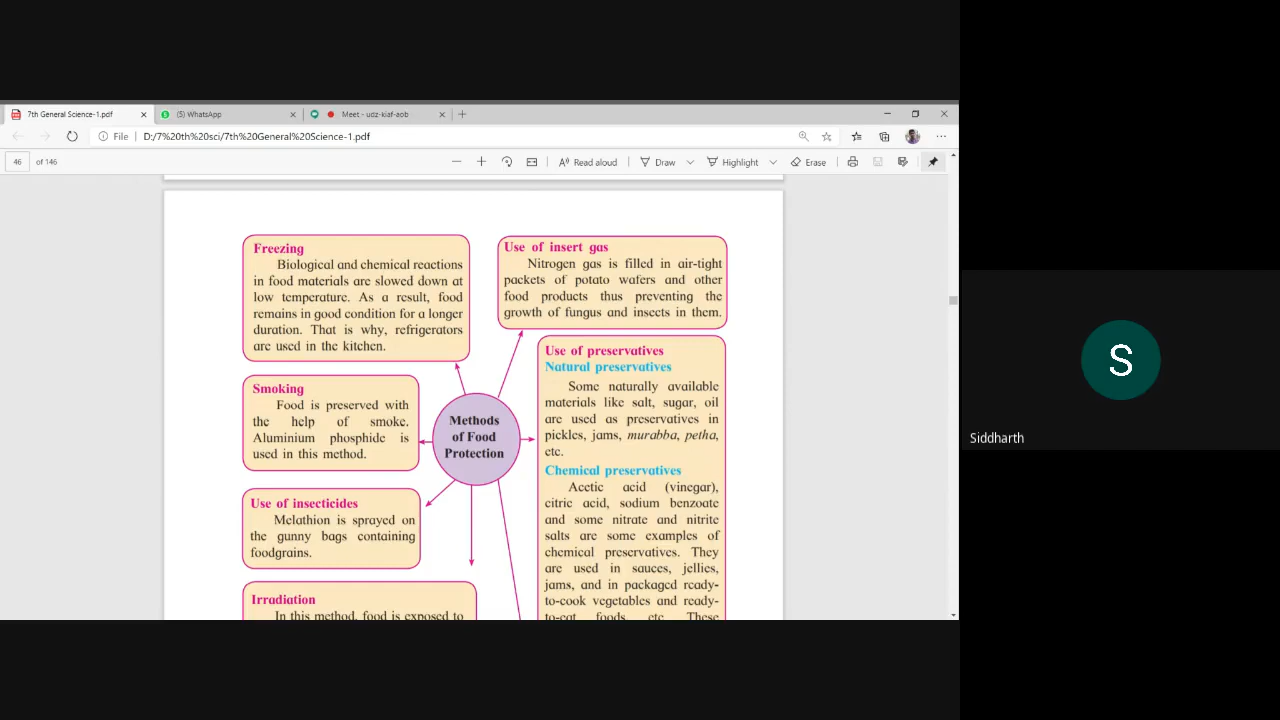 7th General Science-1.pdf
(5) WhatsApp
Meet - udz-kiaf-aob
File
D:/7%20th%20sci/7th%20General%20Science-1.pdf
46
of 146
Read aloud
Draw
Highlight
Erase
Freezing
Biological and chemical reactions
in food materials are slowed down at
low temperature. As a result, food
remains in good condition for a longer
duration. That is why, refrigerators
are used in the kitchen.
Use of insert gas
Nitrogen gas is filled in air-tight
packets of potato wafers and other
food products thus preventing the
growth of fungus and insects in them.
Smoking
Food is preserved with
the help of smoke.
Aluminium phosphide is
used in this method.
Methods
of Food
Protection
Use of preservatives
Natural preservatives
Some naturally available
materials like salt, sugar, oil
are used as preservatives in
pickles, jams, murabba, petha,
etc.
Chemical preservatives
Acetic acid (vinegar),
citric acid, sodium benzoate
and some nitrate and nitrite
salts are some examples of
chemical preservatives. They
are used in sauces, jellies,
jams, and in packaged ready-
to-cook vegetables and ready-
to-eat foods, etc. These
Use of insecticides
Melathion is sprayed on
the gunny bags containing
foodgrains.
Irradiation
In this method, food is exposed to
S
Siddharth